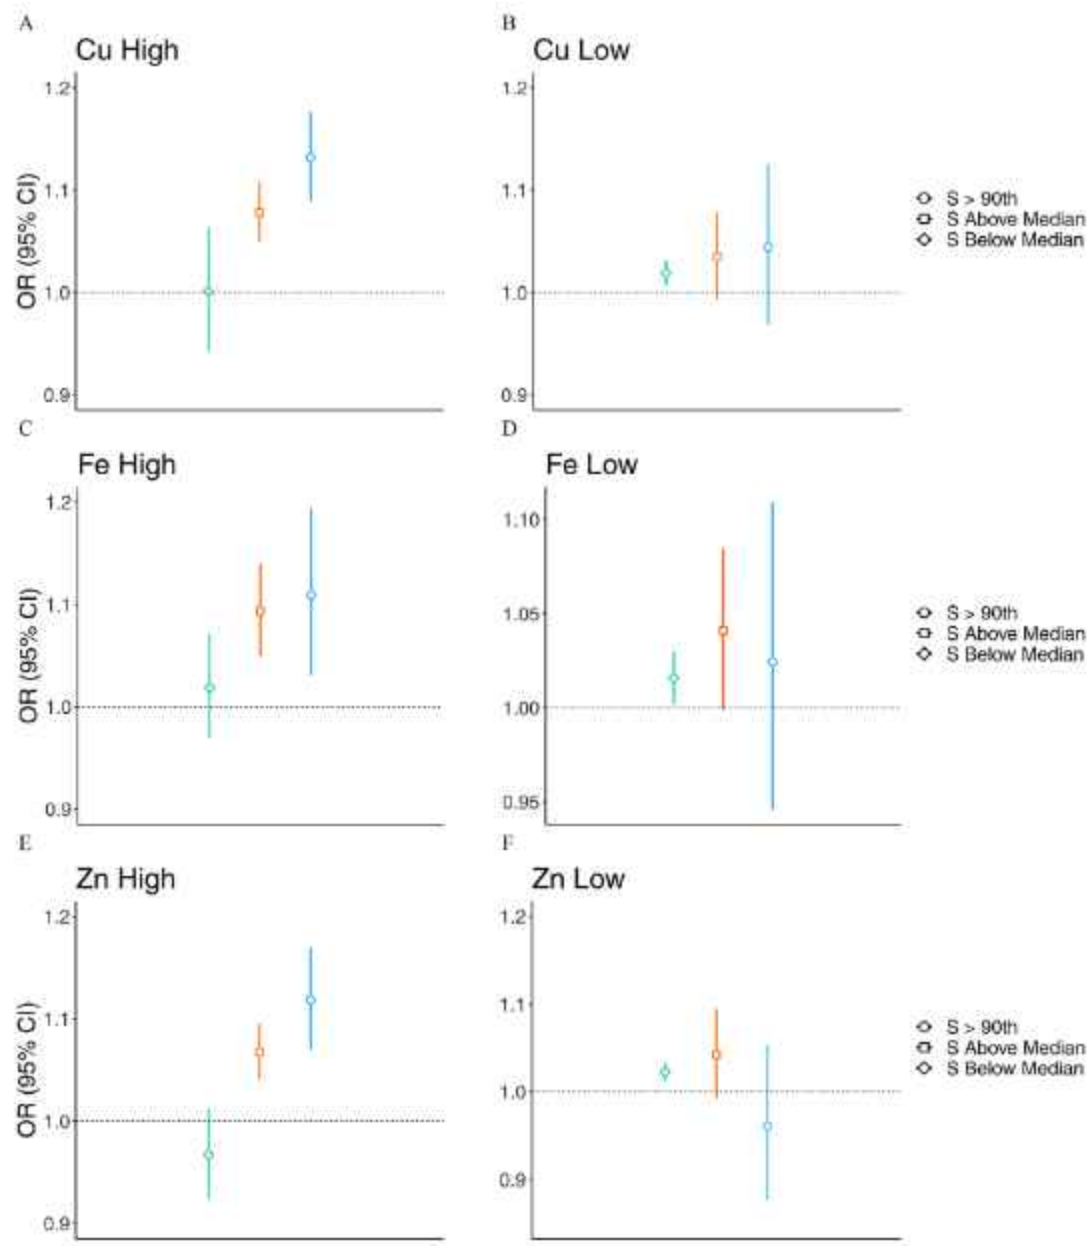 A
Cu High
1.2
1.1
1.0
0.9
OR (95% CI)
B
Cu Low
1.2
1.1
1.0
0.9
S > 90th
S Above Median
S Below Median
C
Fe High
1.2
1.1
1.0
0.9
OR (95% CI)
D
Fe Low
1.10
1.05
1.00
0.95
S > 90th
S Above Median
S Below Median
E
Zn High
1.2
1.1
1.0
0.9
OR (95% CI)
F
Zn Low
1.2
1.1
1.0
0.9
S > 90th
S Above Median
S Below Median